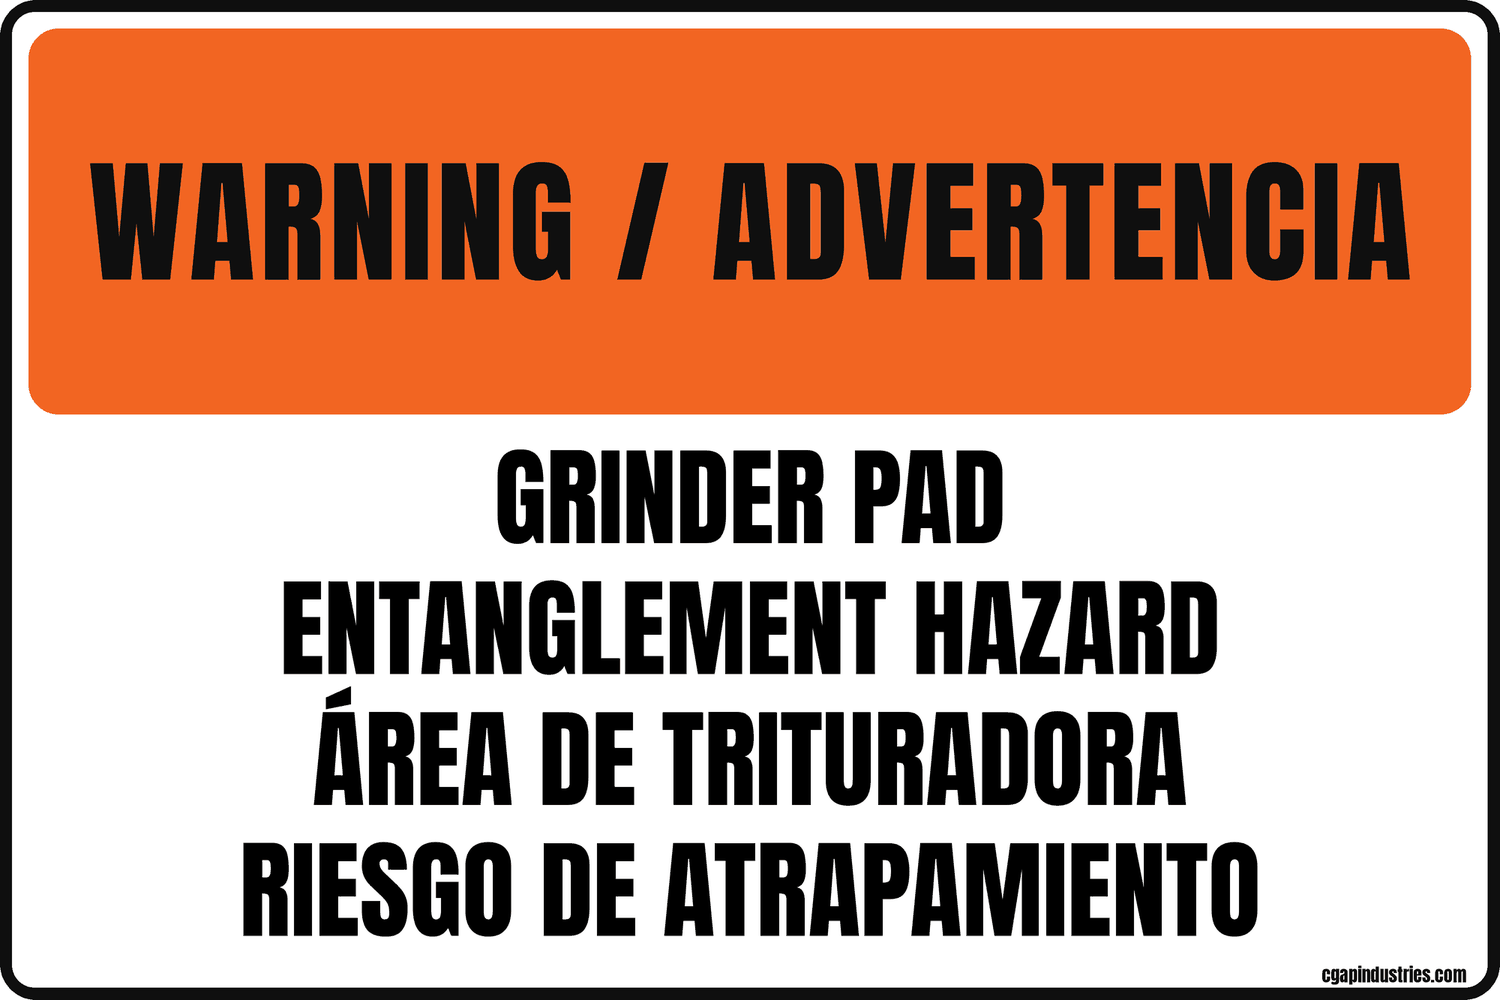 WARNING / ADVERTENCIA
GRINDER PAD
ENTANGLEMENT HAZARD
ÁREA DE TRITURADORA
RIESGO DE ATRAPAMIENTO
cgapindustries.com